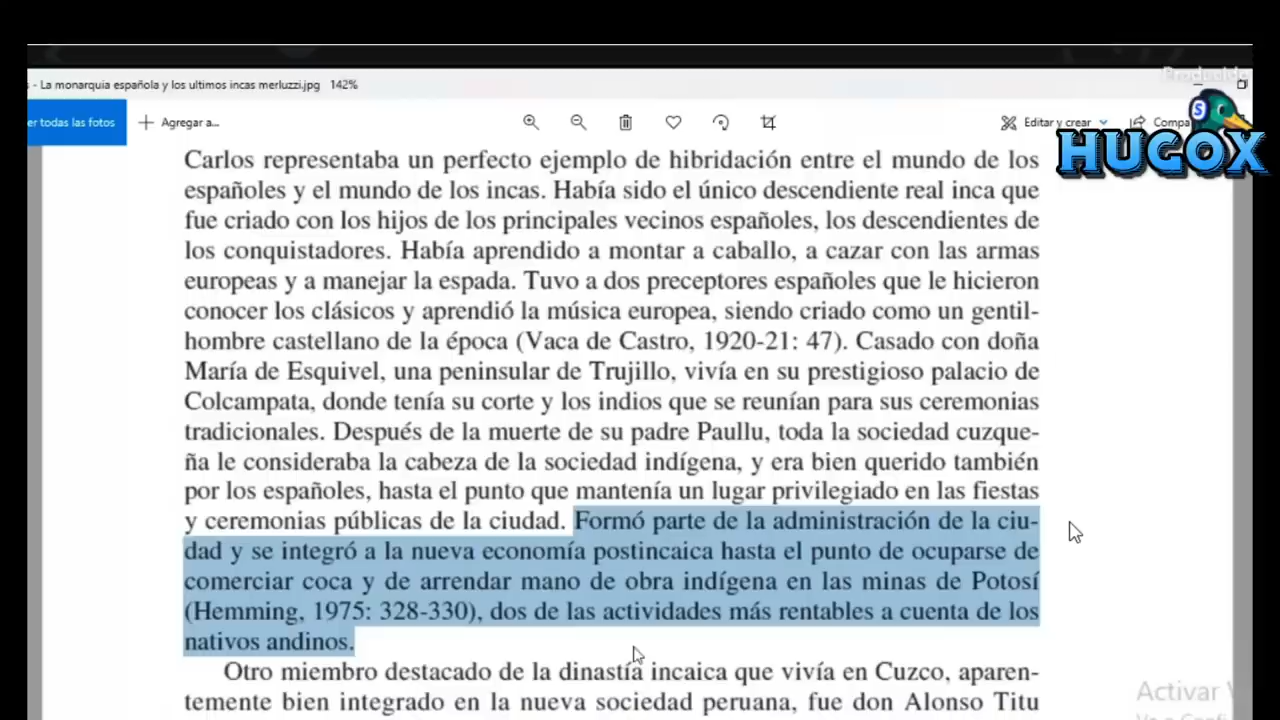 - La monarquia española y los ultimos incas merluzzi.jpg 142%
Producido
er todas las fotos
Agregar a...
Editar y crear
Compa
HUGOX
Carlos representaba un perfecto ejemplo de hibridación entre el mundo de los
españoles y el mundo de los incas. Había sido el único descendiente real inca que
fue criado con los hijos de los principales vecinos españoles, los descendientes de
los conquistadores. Había aprendido a montar a caballo, a cazar con las armas
europeas y a manejar la espada. Tuvo a dos preceptores españoles que le hicieron
conocer los clásicos y aprendió la música europea, siendo criado como un gentil-
hombre castellano de la época (Vaca de Castro, 1920-21: 47). Casado con doña
María de Esquivel, una peninsular de Trujillo, vivía en su prestigioso palacio de
Colcampata, donde tenía su corte y los indios que se reunían para sus ceremonias
tradicionales. Después de la muerte de su padre Paullu, toda la sociedad cuzque-
ña le consideraba la cabeza de la sociedad indígena, y era bien querido también
por los españoles, hasta el punto que mantenía un lugar privilegiado en las fiestas
y ceremonias públicas de la ciudad. Formó parte de la administración de la ciu-
dad y se integró a la nueva economía postincaica hasta el punto de ocuparse de
comerciar coca y de arrendar mano de obra indígena en las minas de Potosí
(Hemming, 1975: 328-330), dos de las actividades más rentables a cuenta de los
nativos andinos.
Otro miembro destacado de la dinastía incaica que vivía en Cuzco, aparen-
temente bien integrado en la nueva sociedad peruana, fue don Alonso Titu
Activar